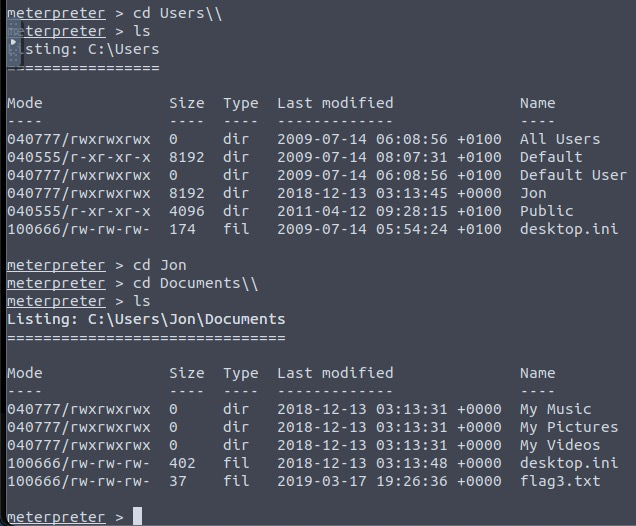 meterpreter > cd Users\\
meterpreter > ls
Listing: C:\Users
=================
Mode Size Type Last modified Name
---- ---- ---- ------------- ----
040777/rwxrwxrwx 0 dir 2009-07-14 06:08:56 +0100 All Users
040555/r-xr-xr-x 8192 dir 2009-07-14 08:07:31 +0100 Default
040777/rwxrwxrwx 0 dir 2009-07-14 06:08:56 +0100 Default User
040777/rwxrwxrwx 8192 dir 2018-12-13 03:13:45 +0000 Jon
040555/r-xr-xr-x 4096 dir 2011-04-12 09:28:15 +0100 Public
100666/rw-rw-rw- 174 fil 2009-07-14 05:54:24 +0100 desktop.ini
meterpreter > cd Jon
meterpreter > cd Documents\\
meterpreter > ls
Listing: C:\Users\Jon\Documents
===============================
Mode Size Type Last modified Name
---- ---- ---- ------------- ----
040777/rwxrwxrwx 0 dir 2018-12-13 03:13:31 +0000 My Music
040777/rwxrwxrwx 0 dir 2018-12-13 03:13:31 +0000 My Pictures
040777/rwxrwxrwx 0 dir 2018-12-13 03:13:31 +0000 My Videos
100666/rw-rw-rw- 402 fil 2018-12-13 03:13:48 +0000 desktop.ini
100666/rw-rw-rw- 37 fil 2019-03-17 19:26:36 +0000 flag3.txt
meterpreter >